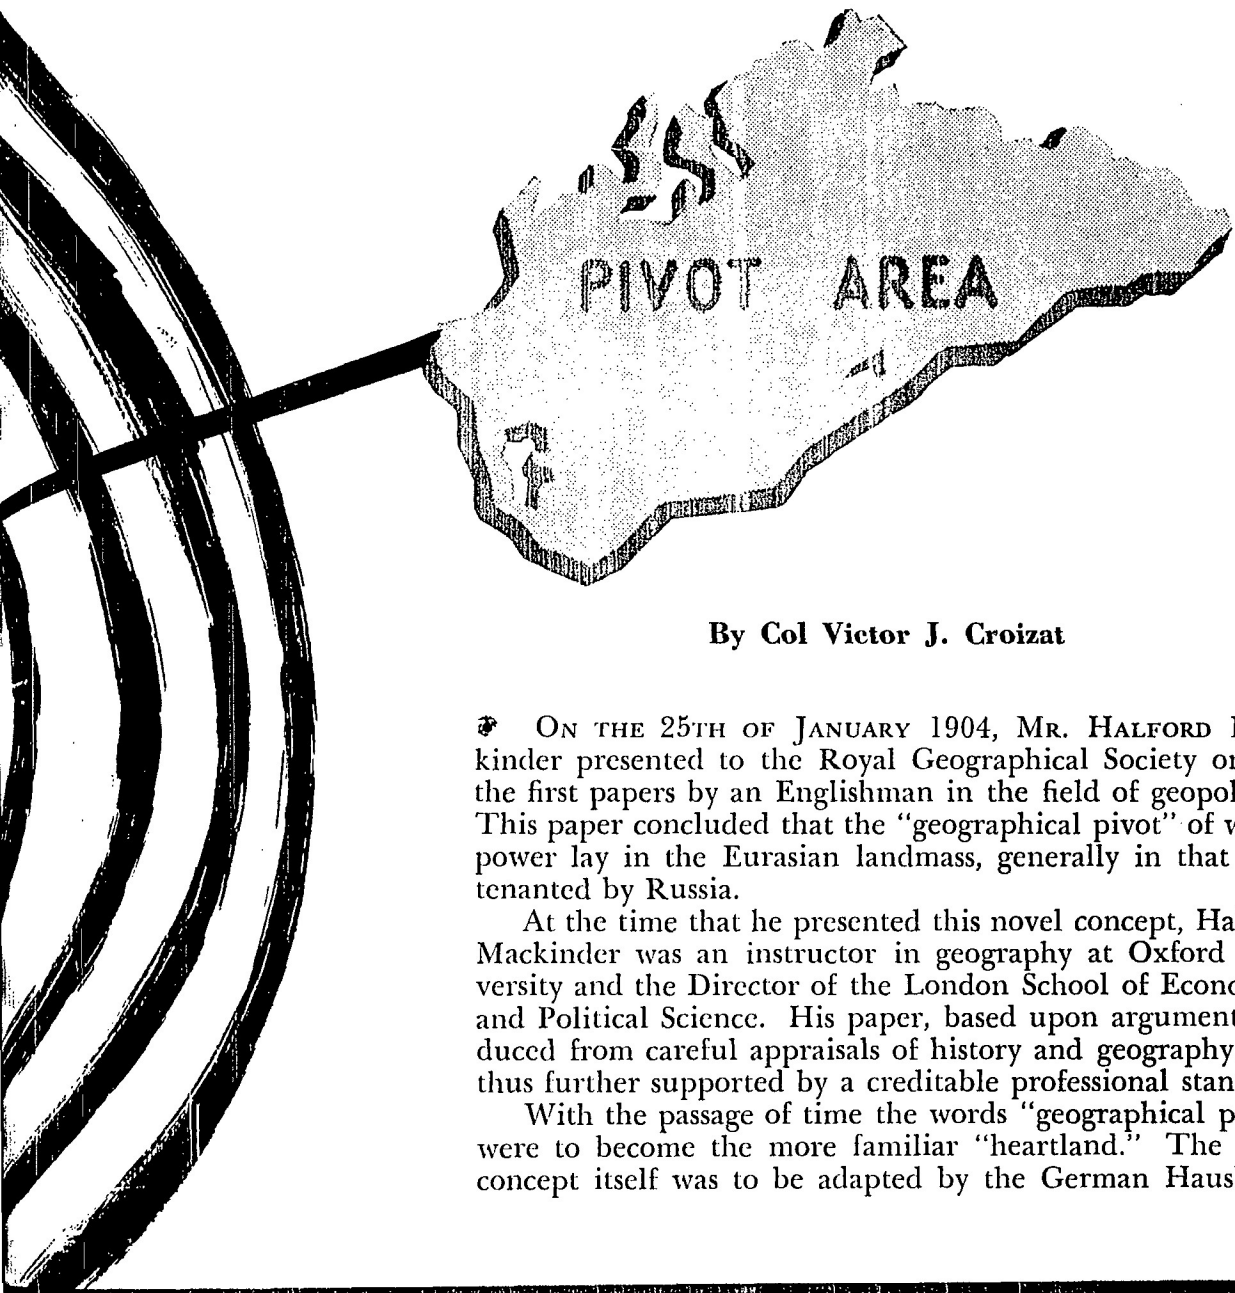 PIVOT AREA
By Col Victor J. Croizat
ON THE 25TH OF JANUARY 1904, MR. HALFORD
kinder presented to the Royal Geographical Society
the first papers by an Englishman in the field of geopol
This paper concluded that the "geographical pivot" of
power lay in the Eurasian landmass, generally in that
tenanted by Russia.
At the time that he presented this novel concept, Ha
Mackinder was an instructor in geography at Oxford
versity and the Director of the London School of Econo
and Political Science. His paper, based upon argument
duced from careful appraisals of history and geography
thus further supported by a creditable professional stan
With the passage of time the words "geographical p
were to become the more familiar "heartland." The
concept itself was to be adapted by the German Haus